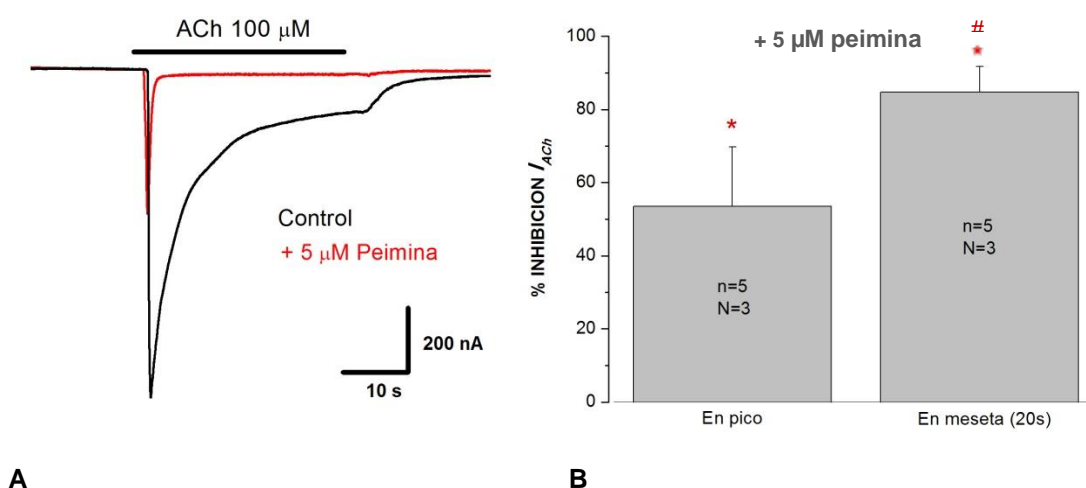 ACh 100 μM
Control
+ 5 μM Peimina
200 nA
10 s
A
% INHIBICION I_ACh
100
80
60
40
20
0
+ 5 µM peimina
*
#
*
n=5
N=3
n=5
N=3
En pico
En meseta (20s)
B